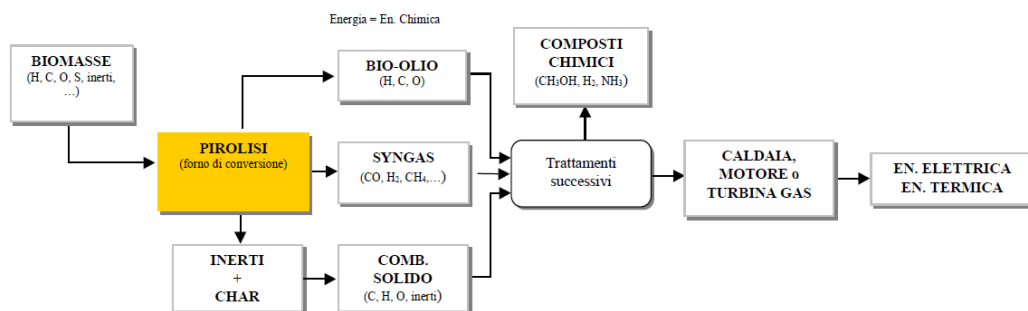 Energia = En. Chimica
BIOMASSE
(H, C, O, S, inerti,
…)
BIO-OLIO
(H, C, O)
COMPOSTI
CHIMICI
(CH₃OH, H₂, NH₃)
PIROLISI
(forno di conversione)
SYNGAS
(CO, H₂, CH₄,…)
Trattamenti
successivi
CALDAIA,
MOTORE o
TURBINA GAS
EN. ELETTRICA
EN. TERMICA
INERTI
+
CHAR
COMB.
SOLIDO
(C, H, O, inerti)